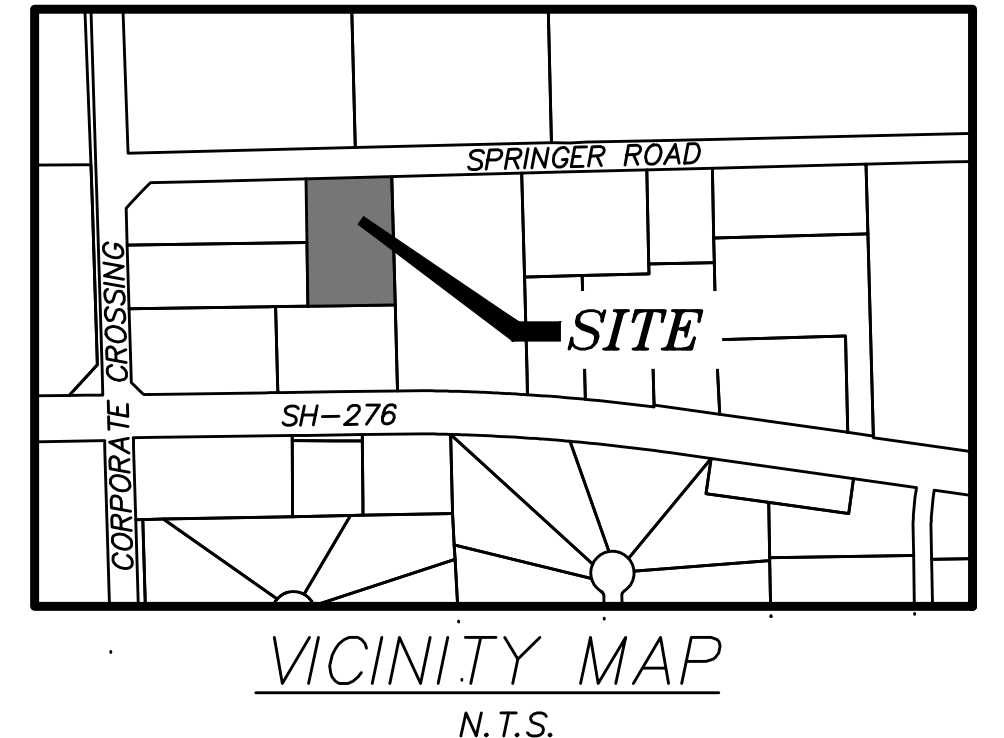 SPRINGER ROAD
CORPORATE CROSSING
SITE
SH-276
VICINITY MAP
N.T.S.